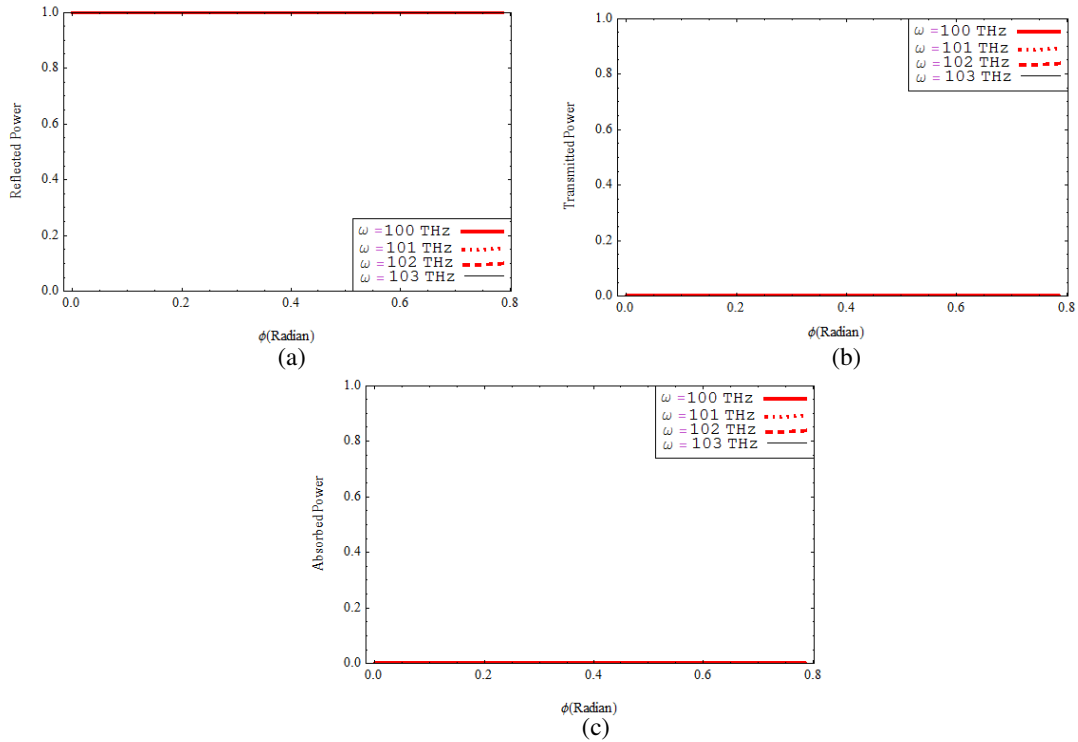 Reflected Power
1.0
0.8
0.6
0.4
0.2
0.0
ω = 100 THz
ω = 101 THz
ω = 102 THz
ω = 103 THz
0.0 0.2 0.4 0.6 0.8
ϕ(Radian)
(a)
Transmitted Power
1.0
0.8
0.6
0.4
0.2
0.0
ω = 100 THz
ω = 101 THz
ω = 102 THz
ω = 103 THz
0.0 0.2 0.4 0.6 0.8
ϕ(Radian)
(b)
Absorbed Power
1.0
0.8
0.6
0.4
0.2
0.0
ω = 100 THz
ω = 101 THz
ω = 102 THz
ω = 103 THz
0.0 0.2 0.4 0.6 0.8
ϕ(Radian)
(c)